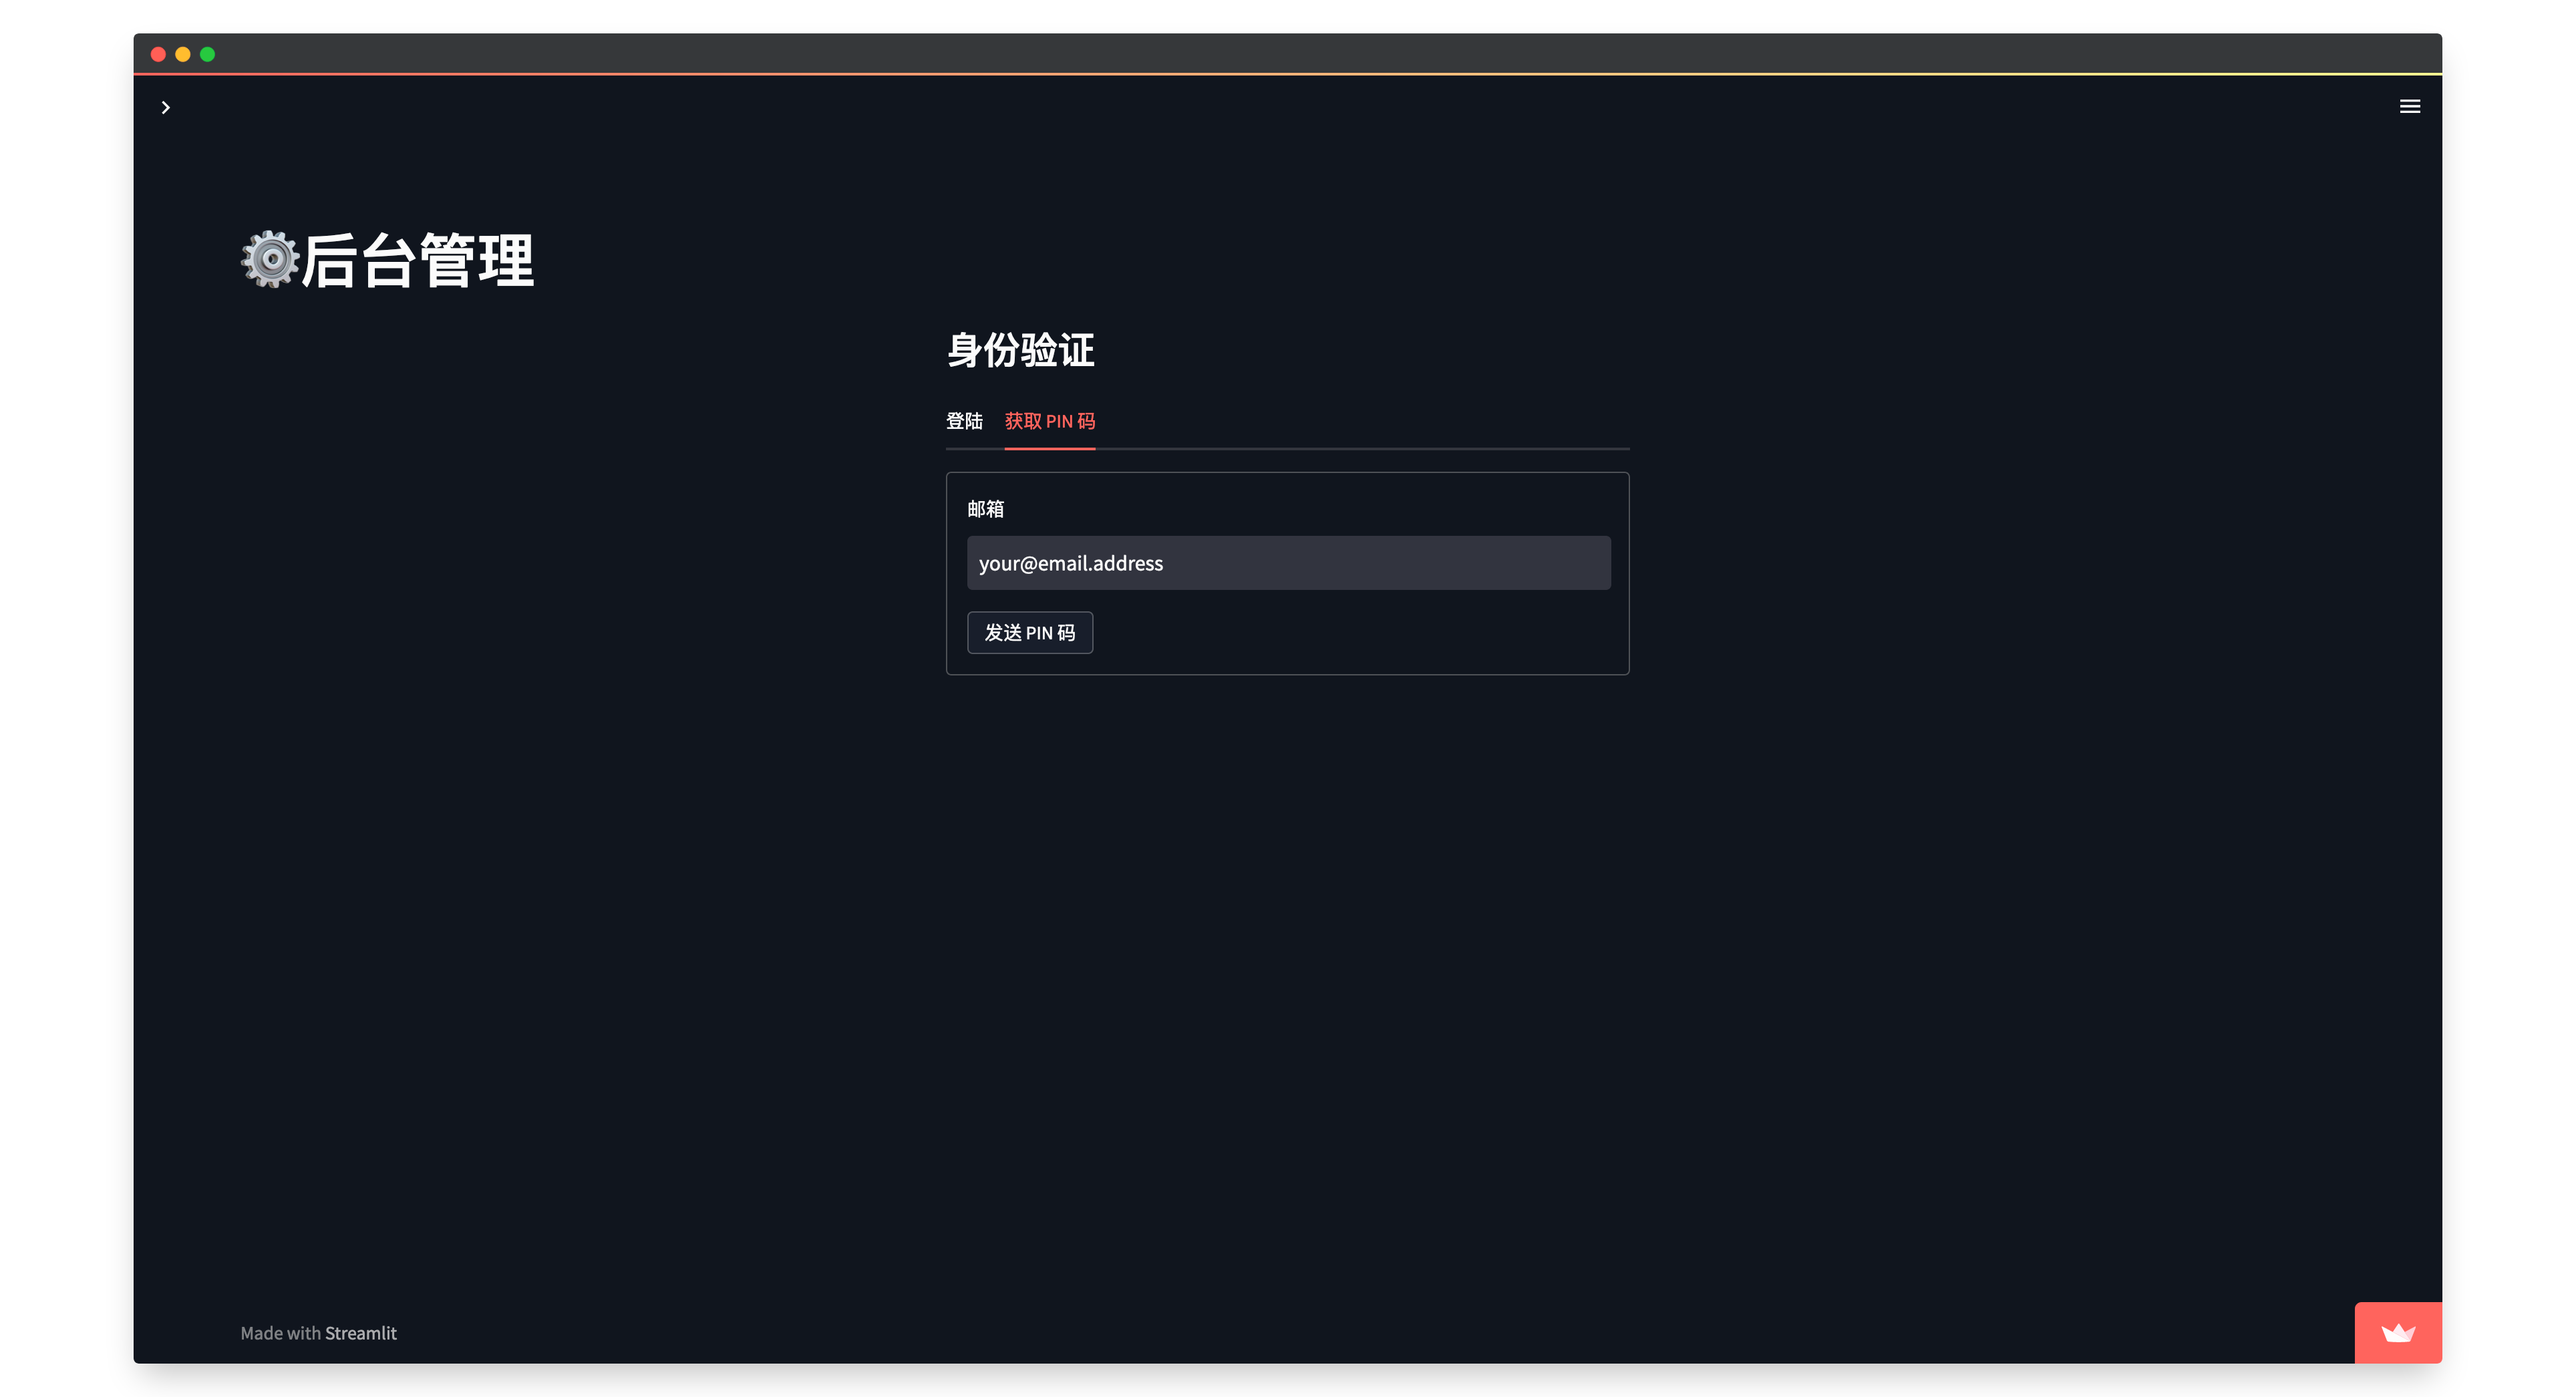 ⚙️后台管理
身份验证
登陆 获取 PIN 码
邮箱
your@email.address
发送 PIN 码
Made with Streamlit